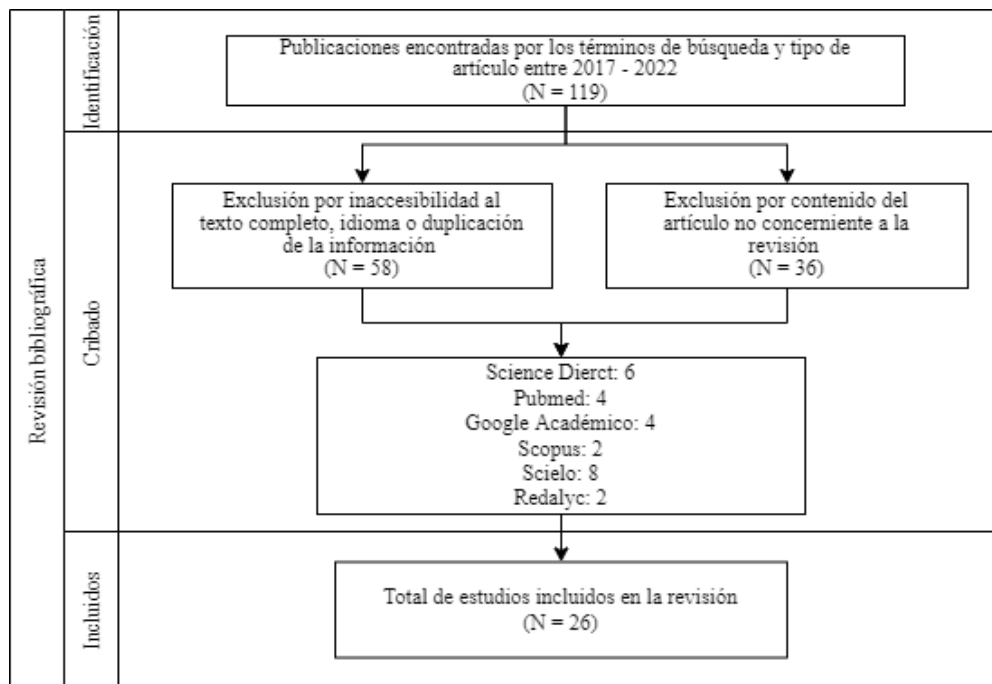 Revisión bibliográfica
Identificación
Publicaciones encontradas por los términos de búsqueda y tipo de
artículo entre 2017 - 2022
(N = 119)
Cribado
Exclusión por inaccesibilidad al
texto completo, idioma o duplicación
de la información
(N = 58)
Exclusión por contenido del
artículo no concerniente a la
revisión
(N = 36)
Science Dierct: 6
Pubmed: 4
Google Académico: 4
Scopus: 2
Scielo: 8
Redalyc: 2
Incluidos
Total de estudios incluidos en la revisión
(N = 26)